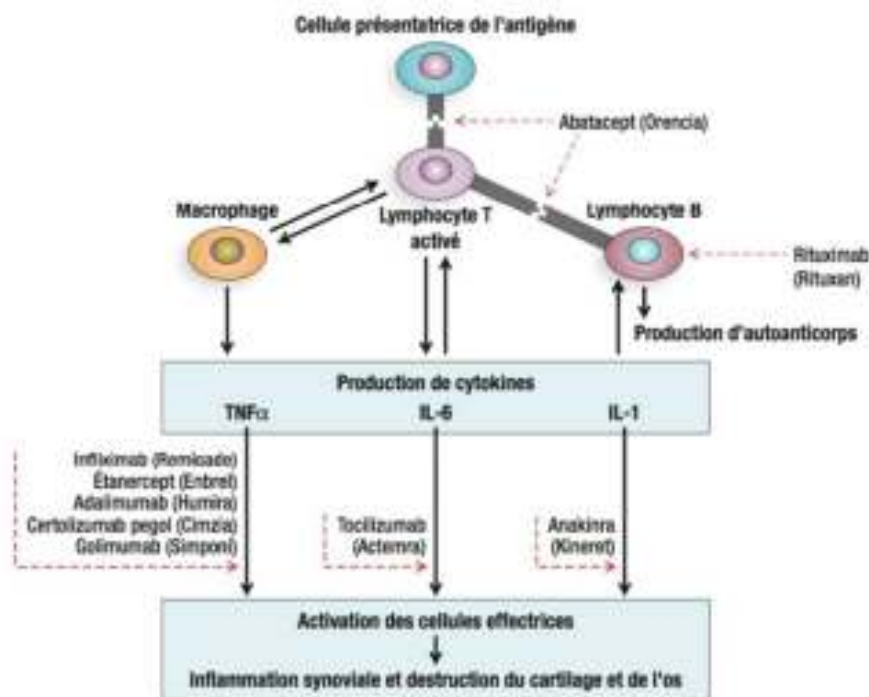 Cellule présentatrice de l'antigène
Abatacept (Orencia)
Macrophage
Lymphocyte T
activé
Lymphocyte B
Rituximab
(Rituxan)
Production d'autoanticorps
Production de cytokines
TNFα
IL-6
IL-1
Infliximab (Remicade)
Étanercept (Enbrel)
Adalimumab (Humira)
Certolizumab pegol (Cimzia)
Golimumab (Simponi)
Tocilizumab
(Actemra)
Anakinra
(Kineret)
Activation des cellules effectrices
Inflammation synoviale et destruction du cartilage et de l'os